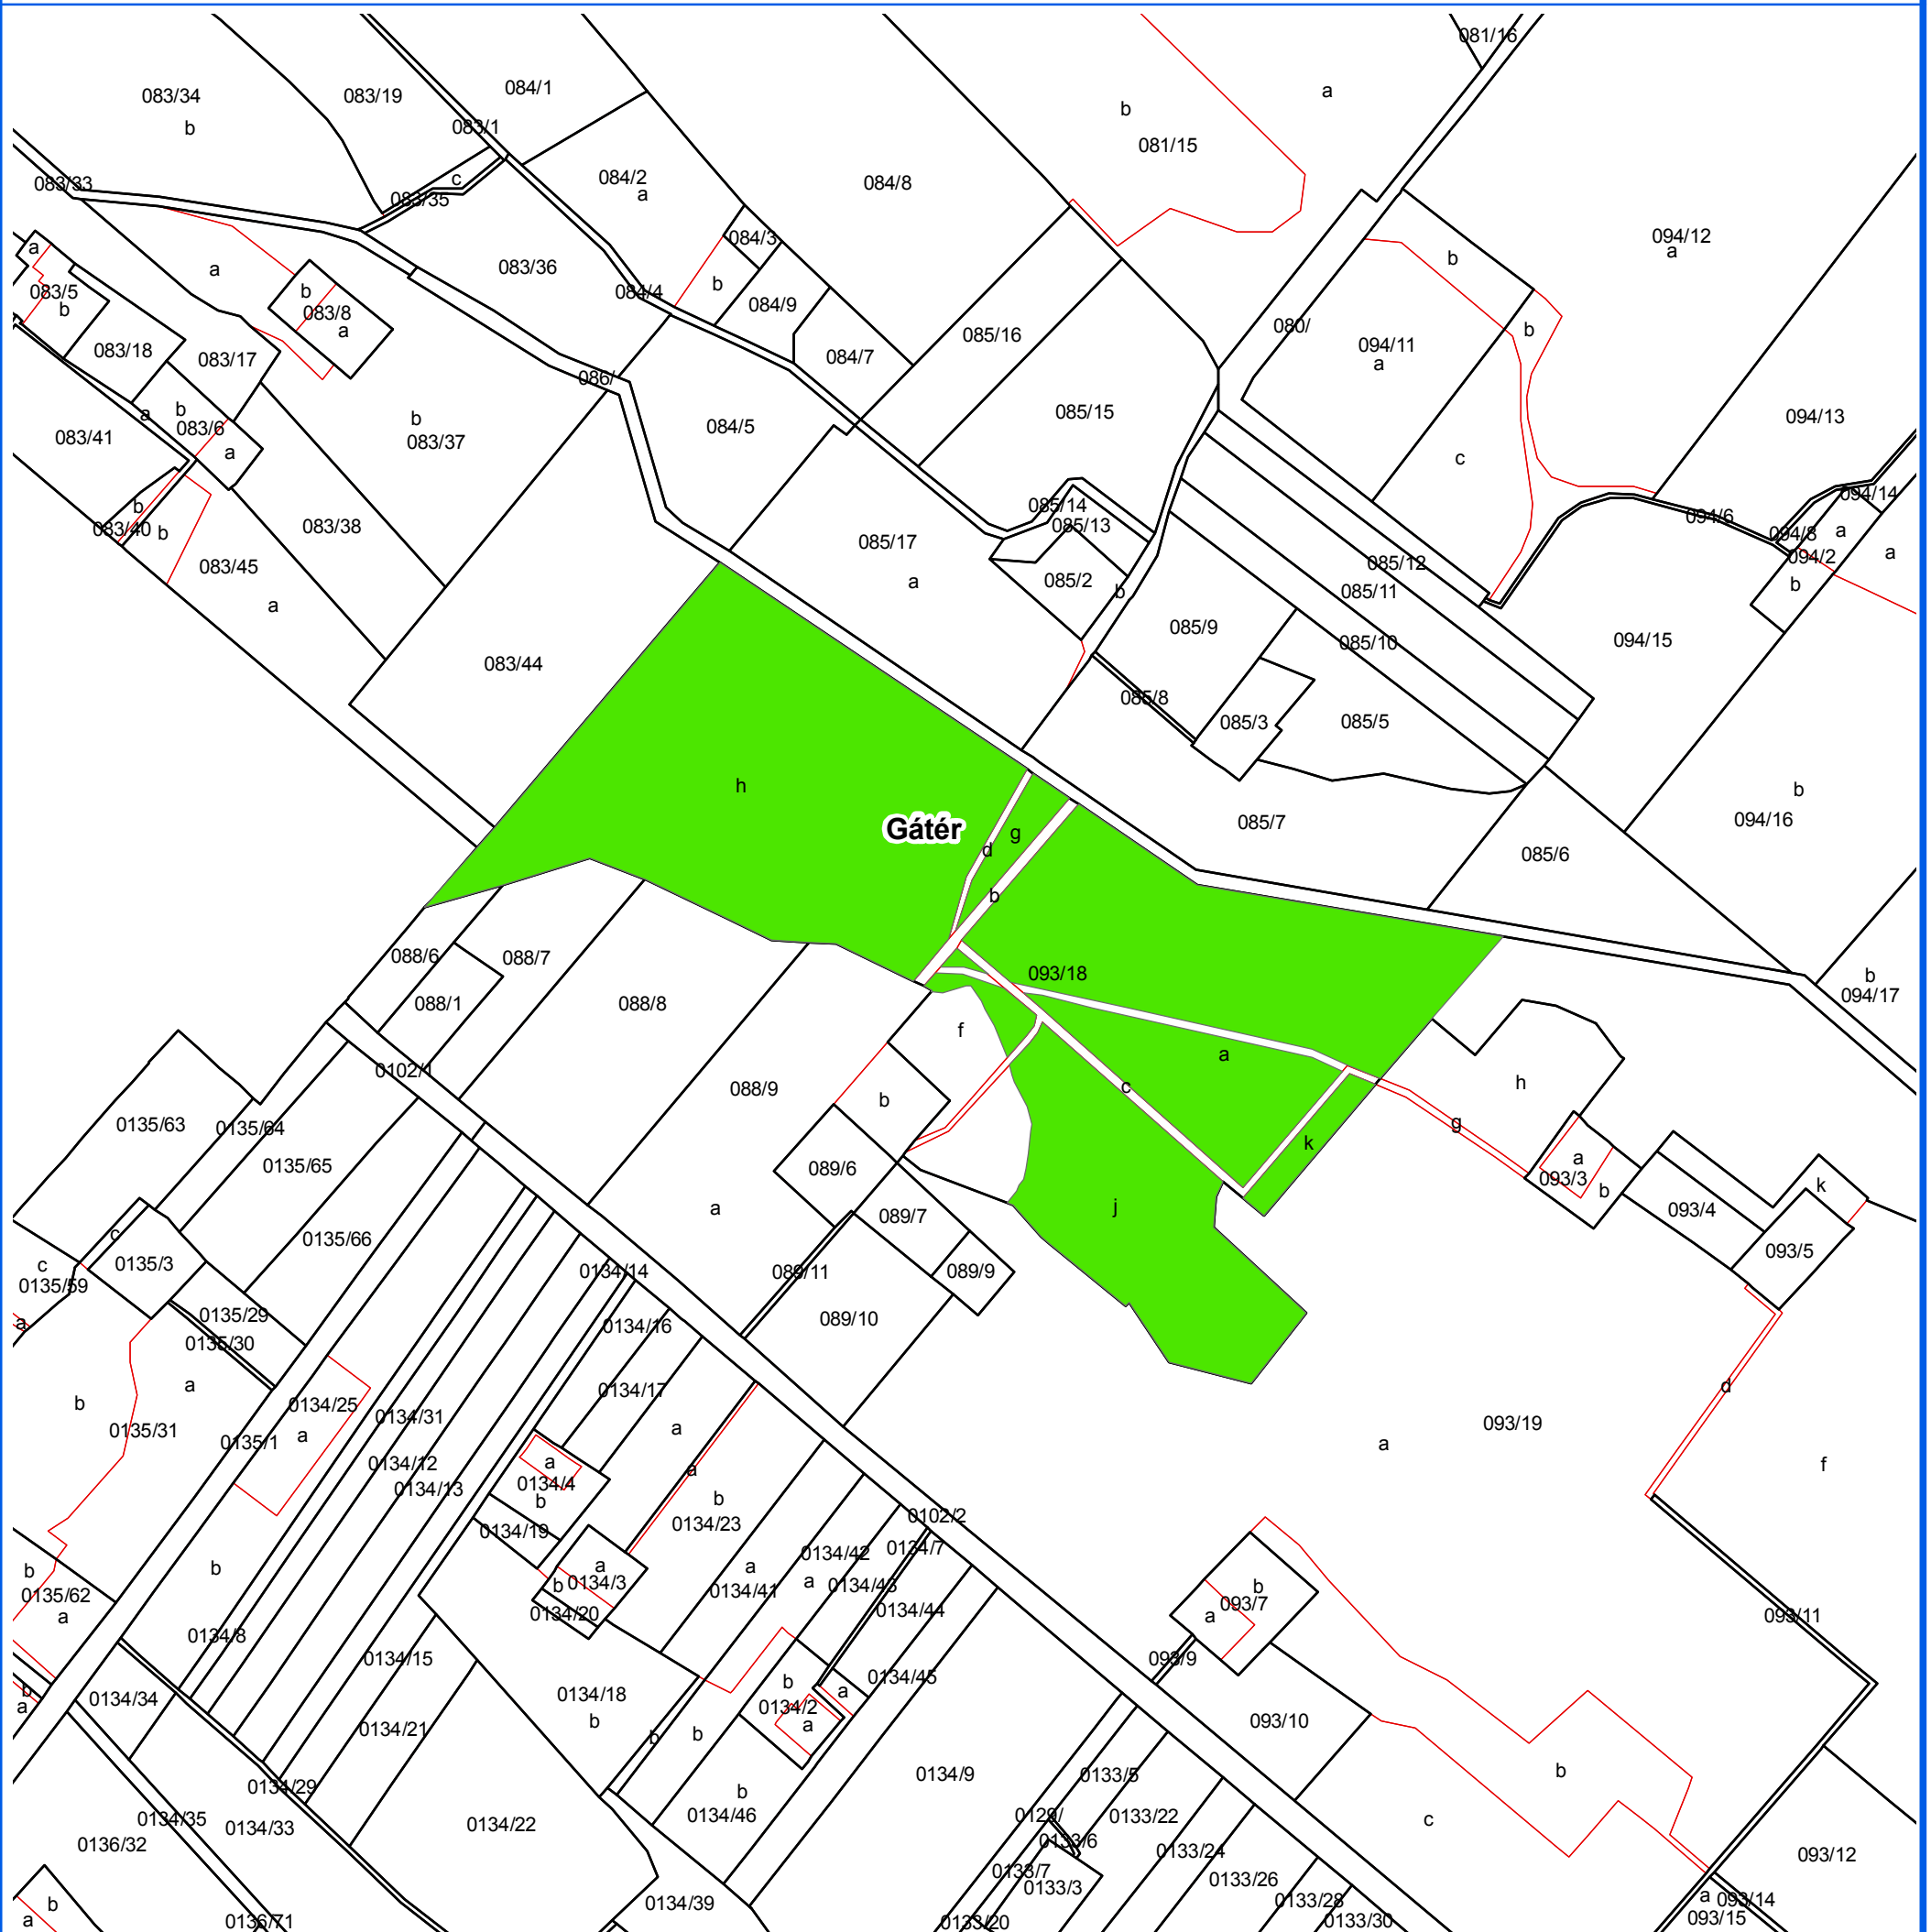 081/16
083/34
083/19
084/1
b
a
b
083/1
081/15
083/33
c
083/35
084/2
a
084/8
094/12
a
084/3
b
a
a
083/36
b
083/5
b
b
083/8
a
084/4
b
084/9
085/16
080/
b
094/11
a
083/18
083/17
084/7
086/
a
b
083/6
a
b
083/37
084/5
085/15
094/13
083/41
c
094/14
b
083/40
b
083/38
085/14
085/13
094/6
094/8
a
a
094/2
b
083/45
a
085/17
a
085/2
b
085/12
085/11
085/9
085/10
094/15
083/44
085/8
085/3
085/5
h
b
094/16
Gátér
g
d
085/7
085/6
b
088/6
088/7
093/18
b
094/17
088/1
088/8
f
a
0102/1
088/9
b
c
h
g
0135/63
0135/64
0135/65
089/6
k
a
093/3
b
k
a
089/7
j
093/4
c
0135/66
093/5
c
0135/59
0135/3
0134/14
089/11
089/9
a
0135/29
0135/30
0134/16
089/10
a
b
0135/31
0134/25
a
0134/31
0134/17
a
d
093/19
a
0135/1
0134/12
0134/13
a
0134/4
b
a
b
0134/23
f
0102/2
0134/19
b
0135/62
a
b
a
b
0134/3
0134/20
a
0134/41
0134/42
a
0134/43
0134/7
0134/44
b
093/7
a
093/11
0134/8
0134/15
093/9
0134/45
b
a
0134/34
0134/18
b
b
0134/2
a
a
0134/21
b
b
093/10
0134/29
b
0134/46
0134/9
0133/5
b
0134/35
0134/33
0136/32
0134/22
0129/
0133/22
0133/6
c
0133/24
093/12
0133/7
0133/3
0133/26
b
a
0134/39
0133/28
a
093/14
0136/71
0133/20
0133/30
093/15